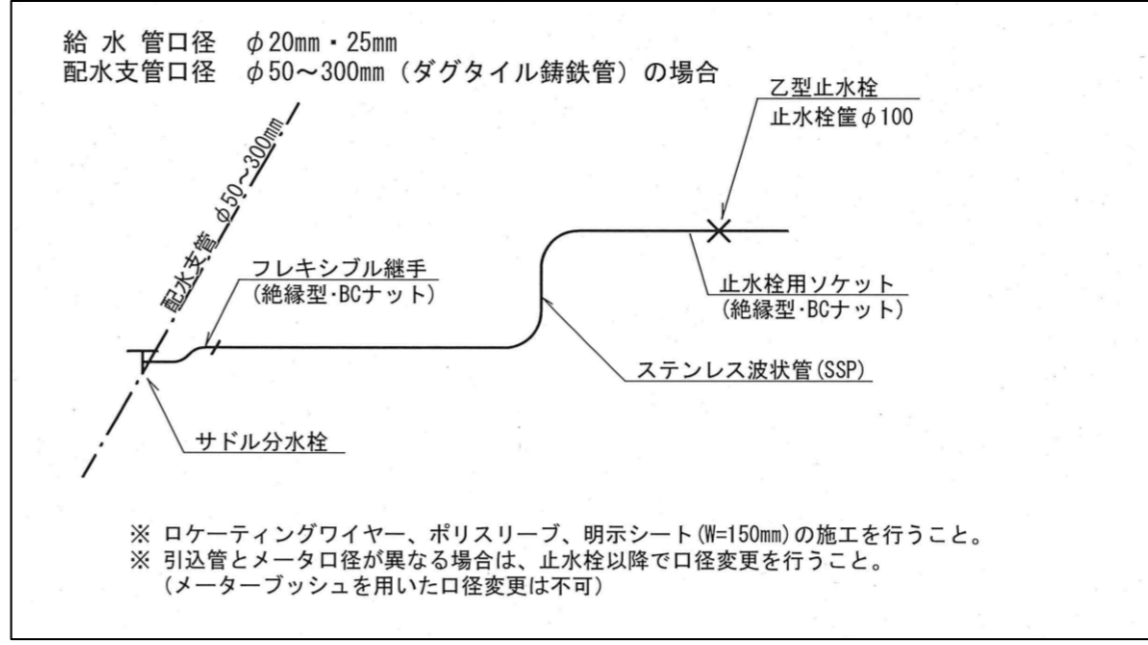 給 水 管口径　φ20mm・25mm
配水支管口径　φ50～300mm (ダグタイル鋳鉄管) の場合
乙型止水栓
止水栓筐φ100
配水支管 φ50～300mm
フレキシブル継手
(絶縁型･BCナット)
止水栓用ソケット
(絶縁型･BCナット)
ステンレス波状管(SSP)
サドル分水栓
※ ロケーティングワイヤー、ポリスリーブ、明示シート(W=150mm)の施工を行うこと。
※ 引込管とメータ口径が異なる場合は、止水栓以降で口径変更を行うこと。
(メーターブッシュを用いた口径変更は不可)